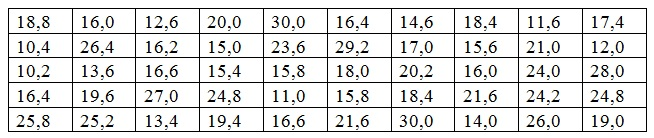 18,8 16,0 12,6 20,0 30,0 16,4 14,6 18,4 11,6 17,4
10,4 26,4 16,2 15,0 23,6 29,2 17,0 15,6 21,0 12,0
10,2 13,6 16,6 15,4 15,8 18,0 20,2 16,0 24,0 28,0
16,4 19,6 27,0 24,8 11,0 15,8 18,4 21,6 24,2 24,8
25,8 25,2 13,4 19,4 16,6 21,6 30,0 14,0 26,0 19,0